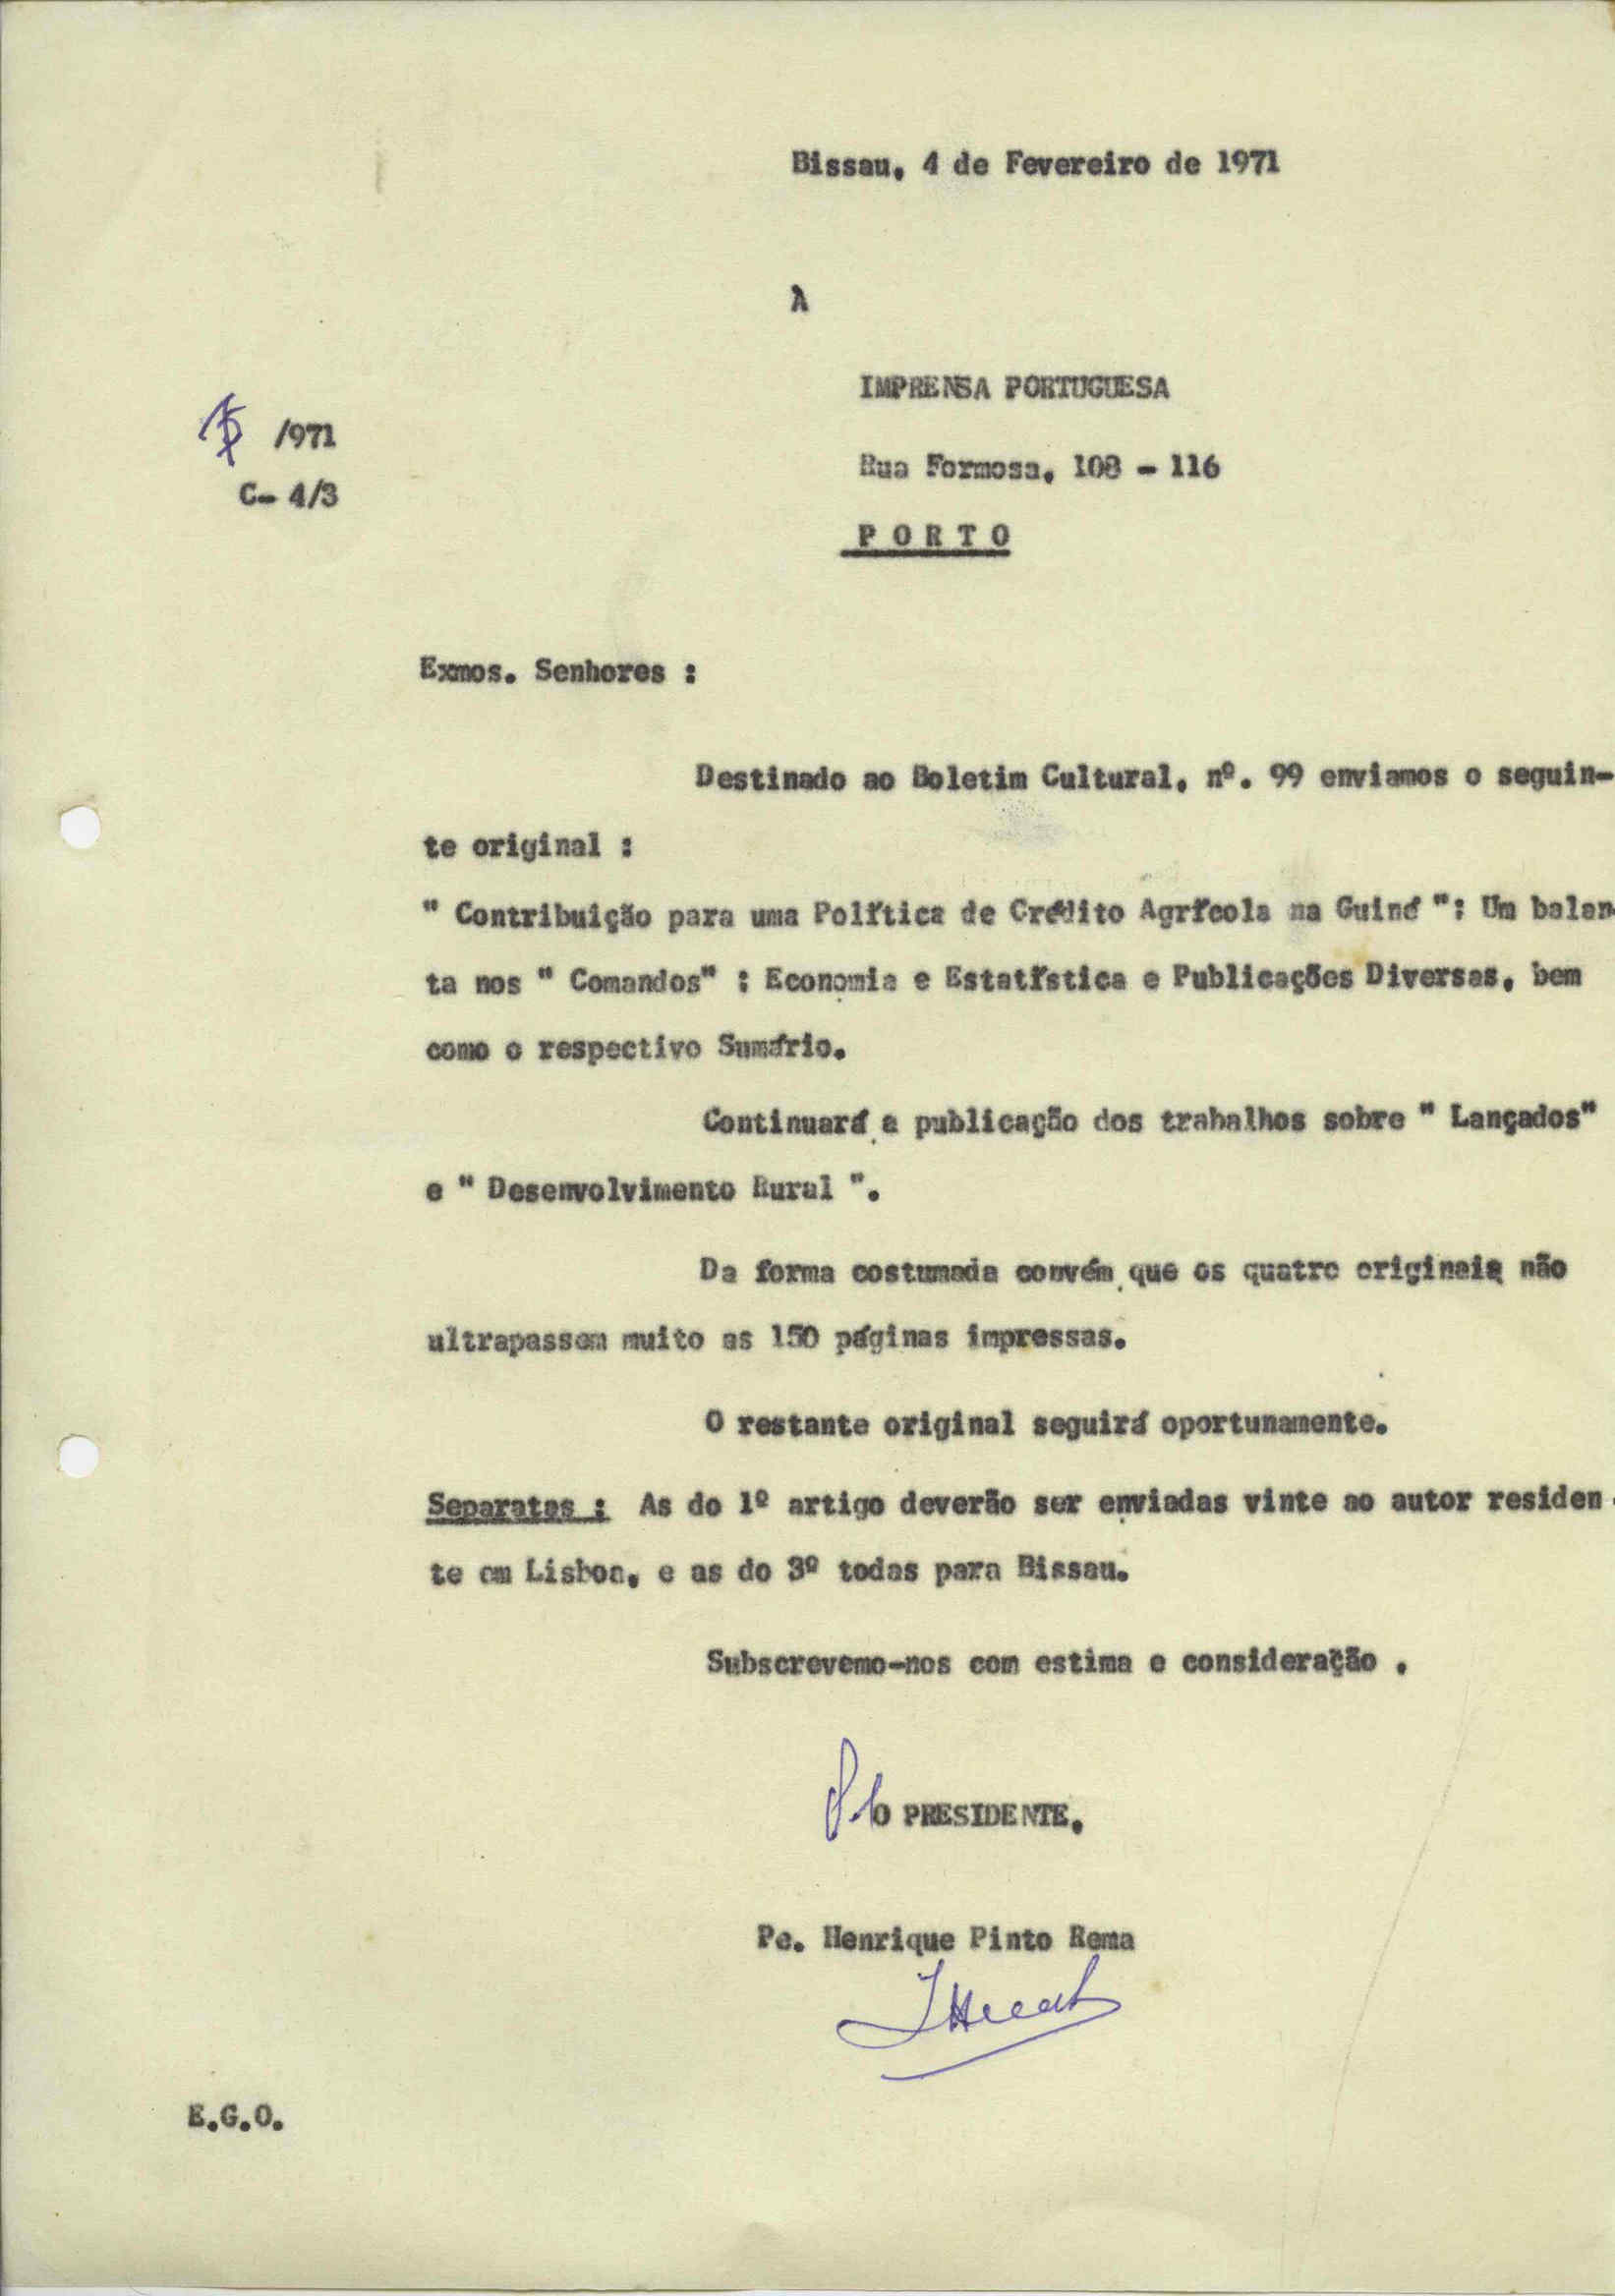 Bissau, 4 de Fevereiro de 1971
À
IMPRENSA PORTUGUESA
/971
Rua Formosa, 108 - 116
C- 4/3
P O R T O
Exmos. Senhores :
Destinado ao Boletim Cultural, nº. 99 enviamos o seguin-
te original :
" Contribuição para uma Política de Crédito Agrícola na Guiné ": Um balan-
ta nos " Comandos" : Economia e Estatística e Publicações Diversas, bem
como o respectivo Sumário.
Continuará a publicação dos trabalhos sobre " Lançados"
e " Desenvolvimento Rural ".
Da forma costumada convém que os quatro originais não
ultrapassem muito as 150 páginas impressas.
O restante original seguirá oportunamente.
Separatas : As do 1º artigo deverão ser enviadas vinte ao autor residen-
te em Lisboa, e as do 3º todas para Bissau.
Subscrevemo-nos com estima e consideração .
O PRESIDENTE,
Pe. Henrique Pinto Rema
E.G.O.